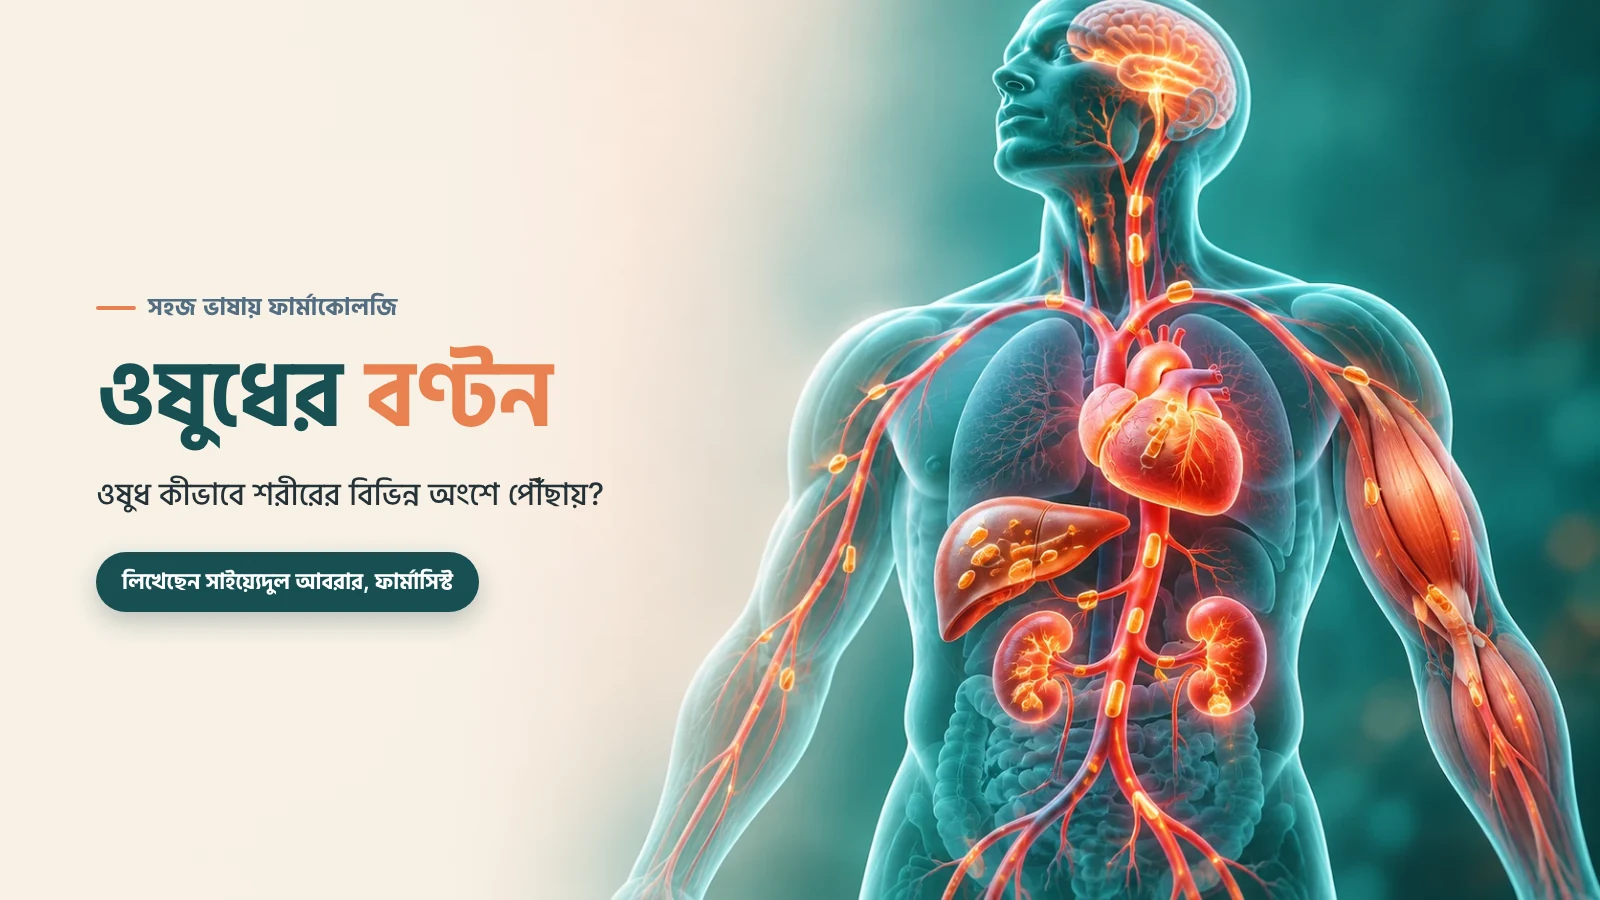 সহজ ভাষায় ফার্মাকোলজি
ওষুধের বণ্টন
ওষুধ কীভাবে শরীরের বিভিন্ন অংশে পৌঁছায়?
লিখেছেন সাইয়্যেদুল আবরার, ফার্মাসিস্ট